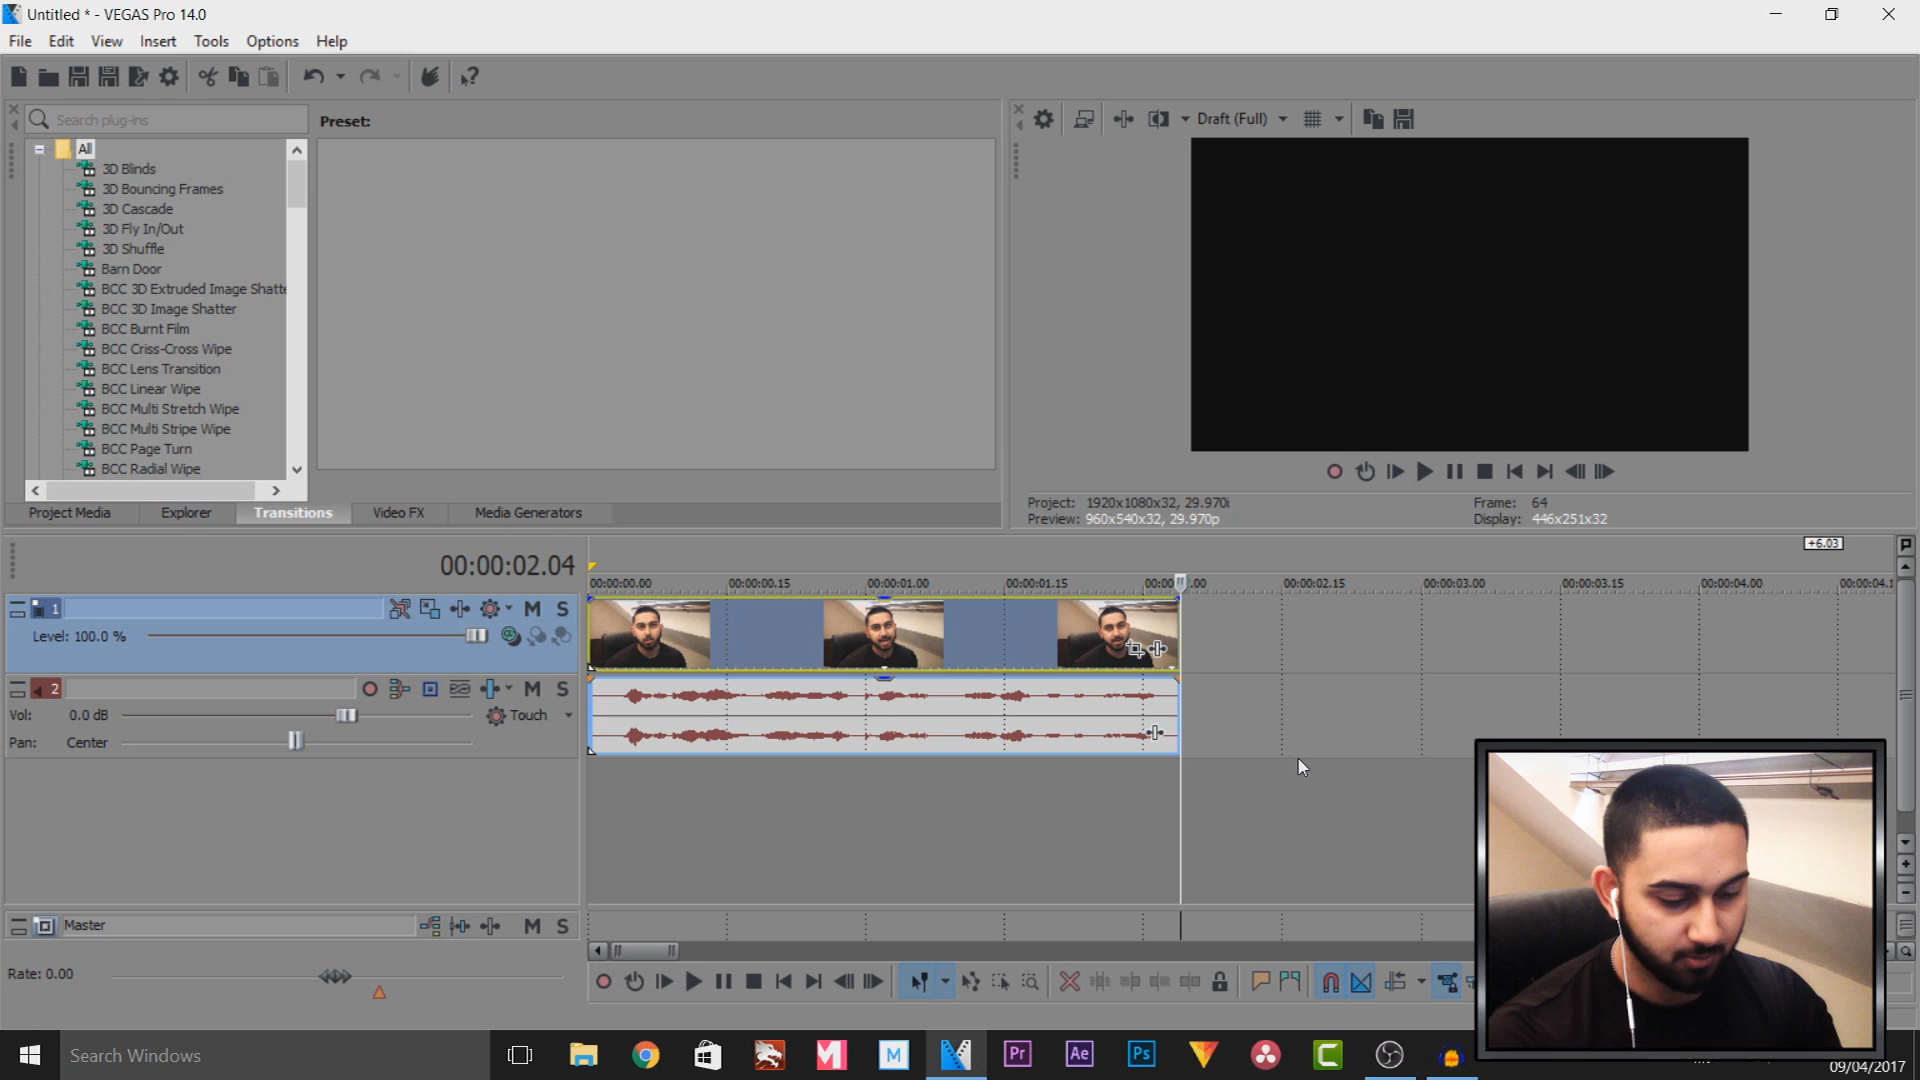 Untitled * - VEGAS Pro 14.0
File Edit View Insert Tools Options Help
Search plug-ins
Preset:
Draft (Full)
All
3D Blinds
3D Bouncing Frames
3D Cascade
3D Fly In/Out
3D Shuffle
Barn Door
BCC 3D Extruded Image Shatte
BCC 3D Image Shatter
BCC Burnt Film
BCC Criss-Cross Wipe
BCC Lens Transition
BCC Linear Wipe
BCC Multi Stretch Wipe
BCC Multi Stripe Wipe
BCC Page Turn
BCC Radial Wipe
Project Media Explorer Transitions Video FX Media Generators
Project: 1920x1080x32, 29.970i Frame: 64
Preview: 960x540x32, 29.970p Display: 446x251x32
+6.03
00:00:02.04
00:00:00.00 00:00:00.15 00:00:01.00 00:00:01.15 00:00 .00 00:00:02.15 00:00:03.00 00:00:03.15 00:00:04.00 00:00:04.1
1 M S
Level: 100.0 %
2 M S
Vol: 0.0 dB Touch
Pan: Center
Master M S
Rate: 0.00
Search Windows
Pr Ae Ps
09/04/2017